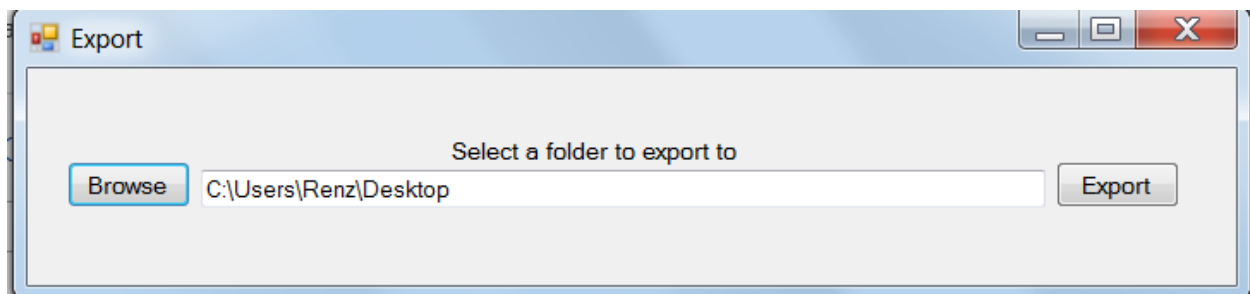 Export
Select a folder to export to
Browse
C:\Users\Renz\Desktop
Export